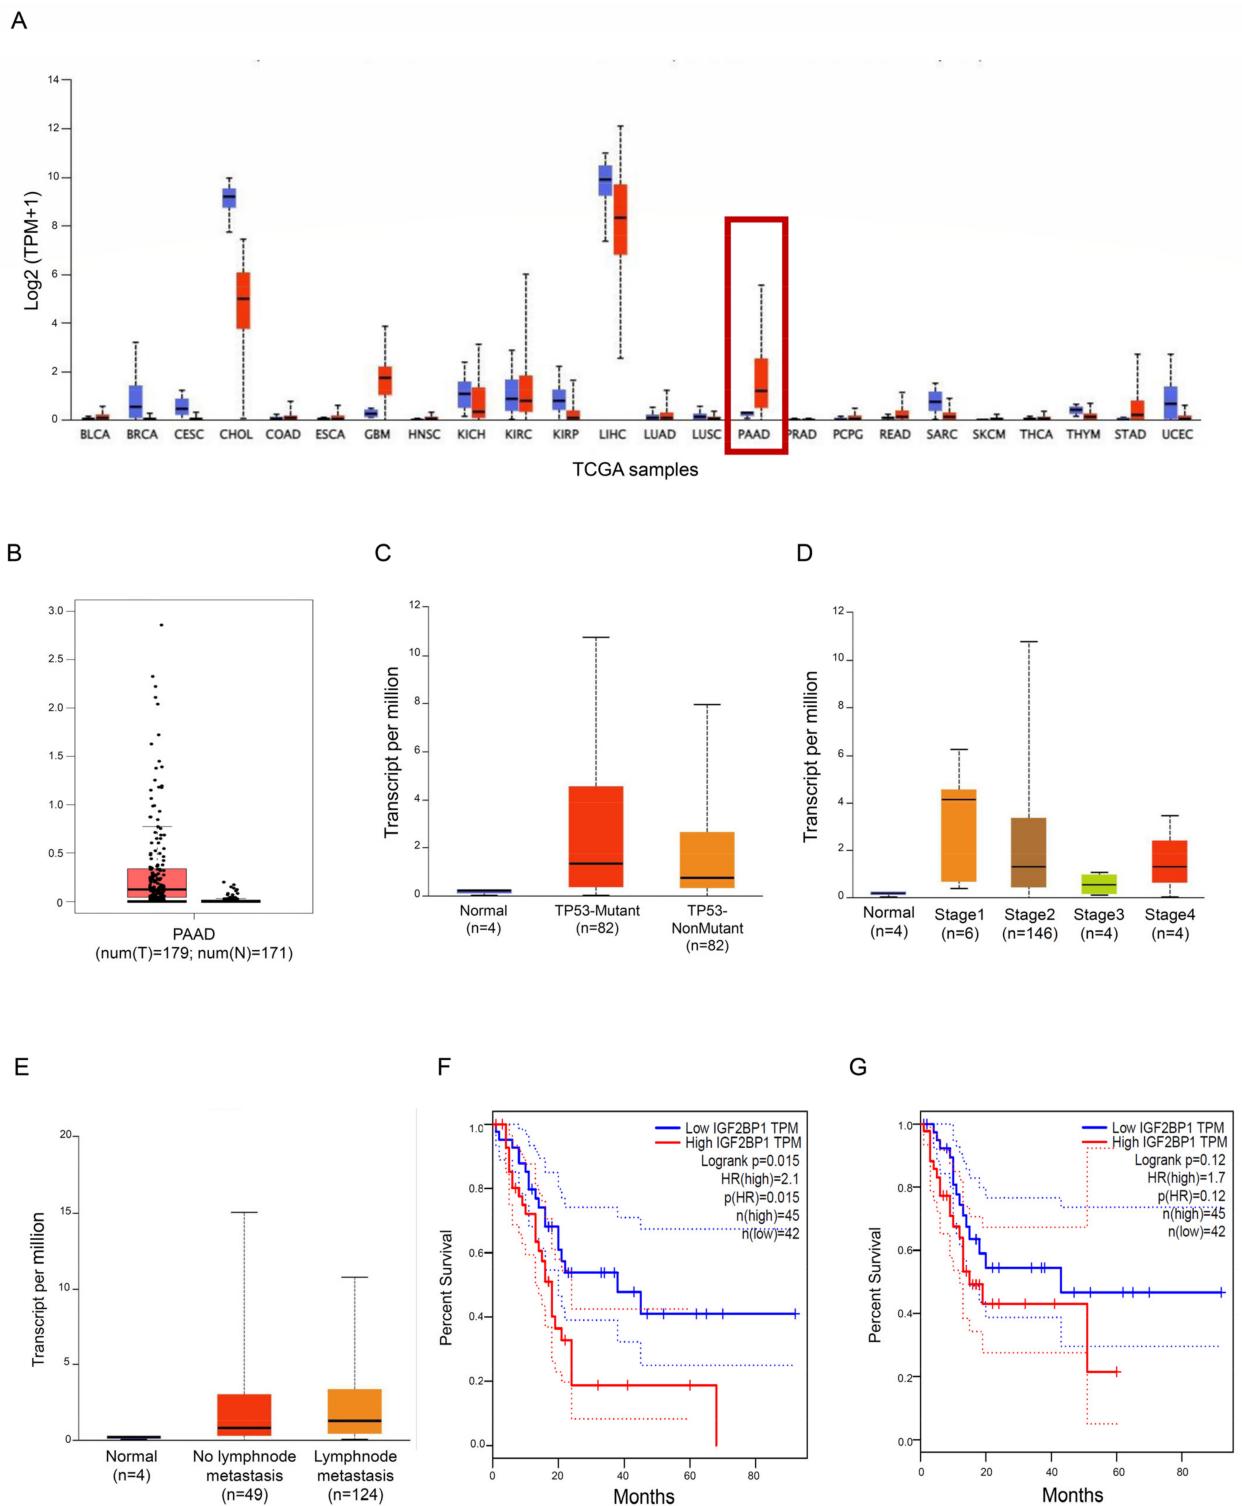 A
14
12
10
8
6
4
2
0
Log2 (TPM+1)
BLCA BRCA CESC CHOL COAD ESCA GBM HNSC KICH KIRC KIRP LIHC LUAD LUSC PAAD PRAD PCPG READ SARC SKCM THCA THYM STAD UCEC
TCGA samples
B
3.0
2.5
2.0
1.5
1.0
0.5
0
PAAD
(num(T)=179; num(N)=171)
C
Transcript per million
12
10
8
6
4
2
0
Normal
(n=4)
TP53-Mutant
(n=82)
TP53-
NonMutant
(n=82)
D
Transcript per million
12
10
8
6
4
2
0
Normal
(n=4)
Stage1
(n=6)
Stage2
(n=146)
Stage3
(n=4)
Stage4
(n=4)
E
Transcript per million
20
15
10
5
0
Normal
(n=4)
No lymphnode
metastasis
(n=49)
Lymphnode
metastasis
(n=124)
F
Percent Survival
1.0
0.8
0.6
0.4
0.2
0.0
Low IGF2BP1 TPM
High IGF2BP1 TPM
Logrank p=0.015
HR(high)=2.1
p(HR)=0.015
n(high)=45
n(low)=42
0 20 40 60 80
Months
G
Percent Survival
1.0
0.8
0.6
0.4
0.2
0.0
Low IGF2BP1 TPM
High IGF2BP1 TPM
Logrank p=0.12
HR(high)=1.7
p(HR)=0.12
n(high)=45
n(low)=42
0 20 40 60 80
Months